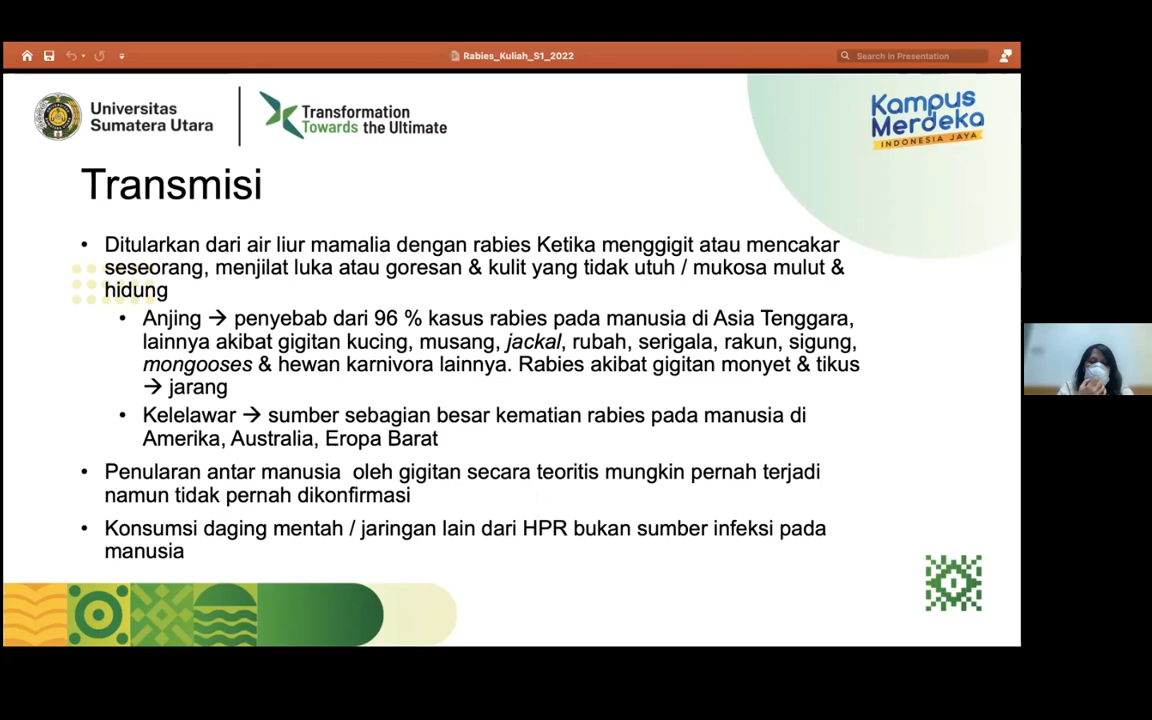 Rabies_Kuliah_S1_2022
Search in Presentation
Universitas
Sumatera Utara
Transformation
Towards the Ultimate
Kampus
Merdeka
INDONESIA JAYA
Transmisi
• Ditularkan dari air liur mamalia dengan rabies Ketika menggigit atau mencakar
seseorang, menjilat luka atau goresan & kulit yang tidak utuh / mukosa mulut &
hidung
• Anjing → penyebab dari 96 % kasus rabies pada manusia di Asia Tenggara,
lainnya akibat gigitan kucing, musang, jackal, rubah, serigala, rakun, sigung,
mongooses & hewan karnivora lainnya. Rabies akibat gigitan monyet & tikus
→ jarang
• Kelelawar → sumber sebagian besar kematian rabies pada manusia di
Amerika, Australia, Eropa Barat
• Penularan antar manusia oleh gigitan secara teoritis mungkin pernah terjadi
namun tidak pernah dikonfirmasi
• Konsumsi daging mentah / jaringan lain dari HPR bukan sumber infeksi pada
manusia